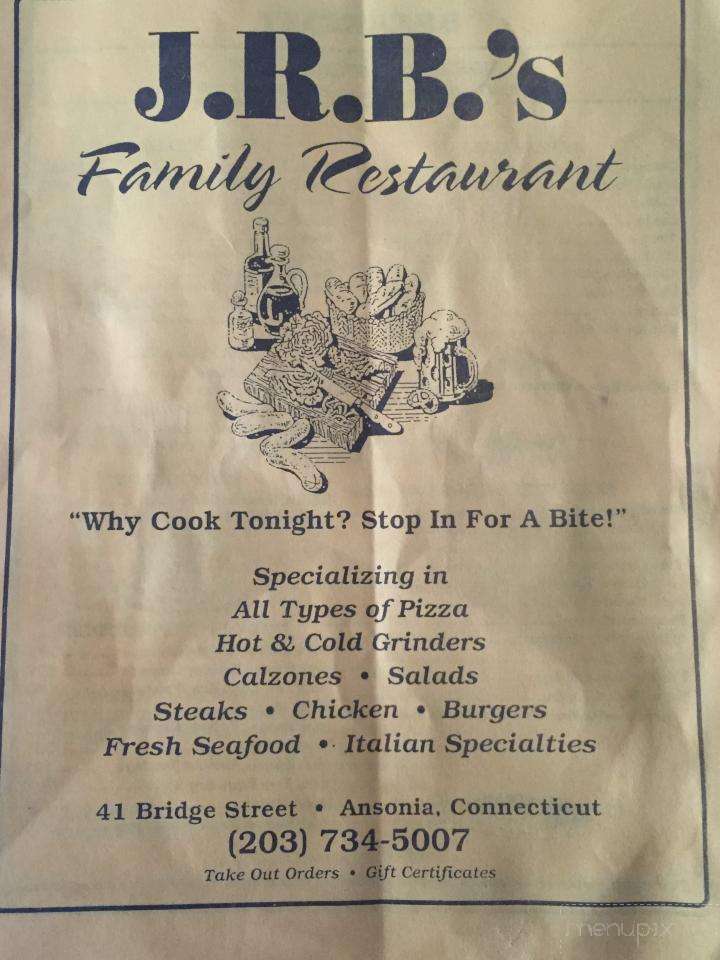 J.R.B.'s
Family Restaurant
“Why Cook Tonight? Stop In For A Bite!”
Specializing in
All Types of Pizza
Hot & Cold Grinders
Calzones • Salads
Steaks • Chicken • Burgers
Fresh Seafood • Italian Specialties
41 Bridge Street • Ansonia, Connecticut
(203) 734-5007
Take Out Orders • Gift Certificates
menupix